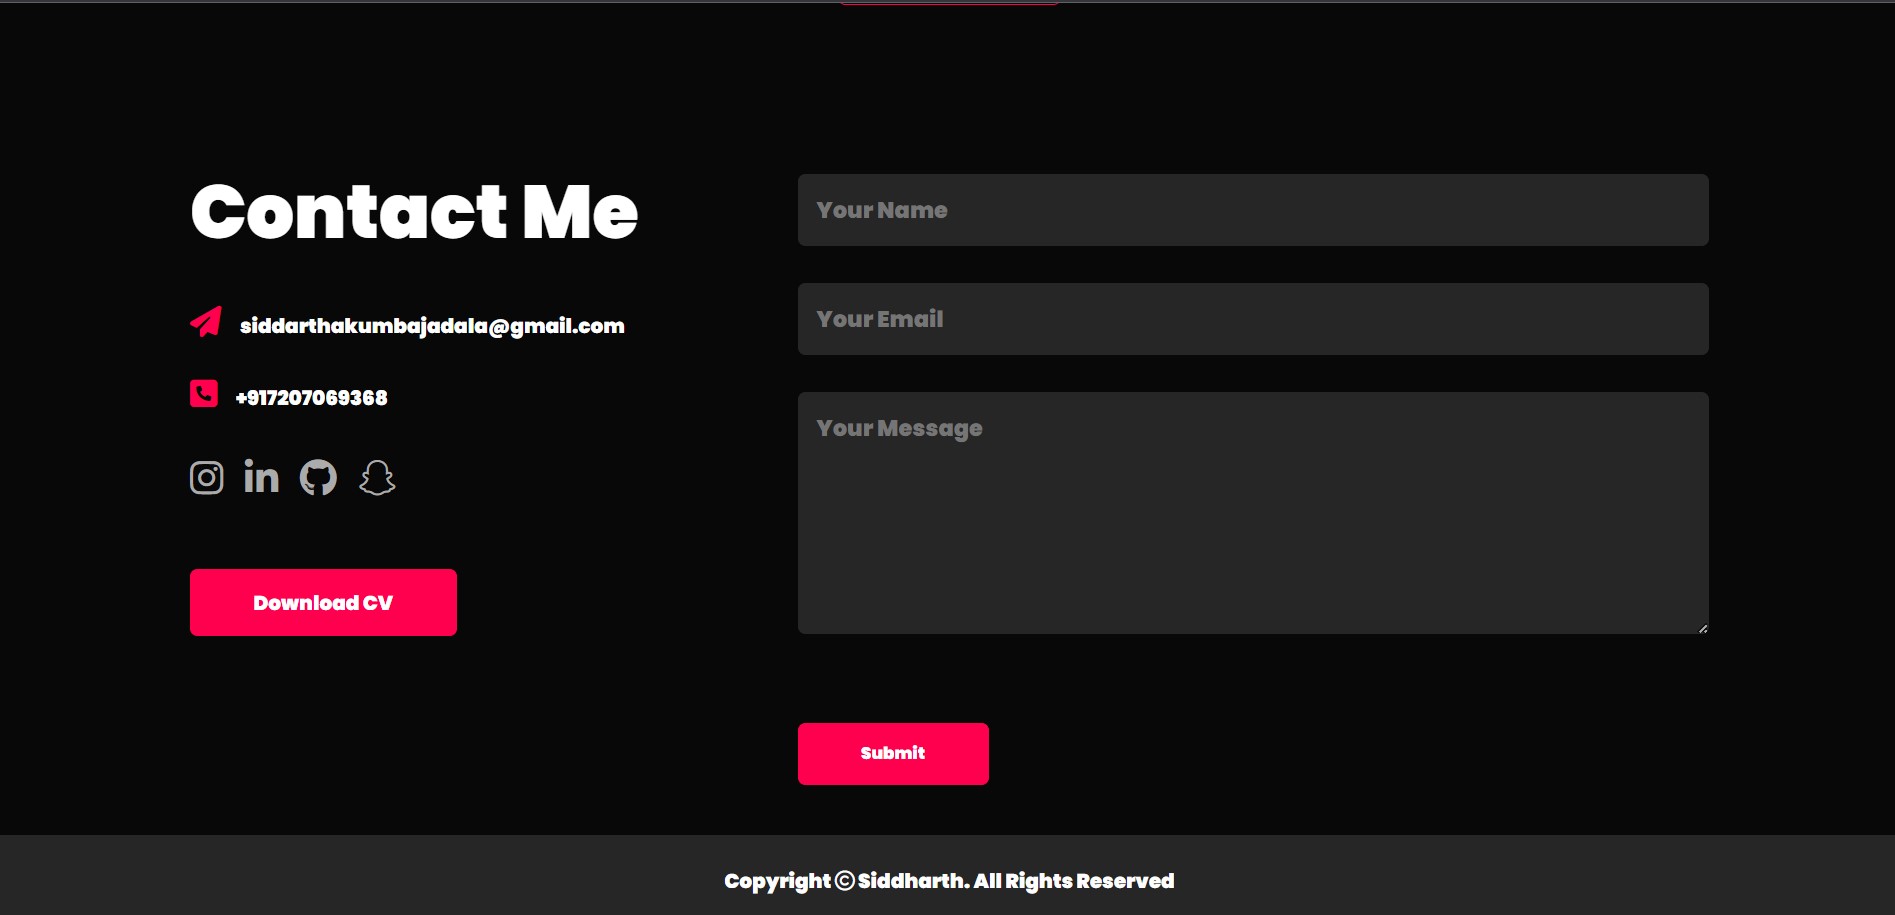 Contact Me
siddarthakumbajadala@gmail.com
+917207069368
in
Download CV
Your Name
Your Email
Your Message
Submit
Copyright © Siddharth. All Rights Reserved